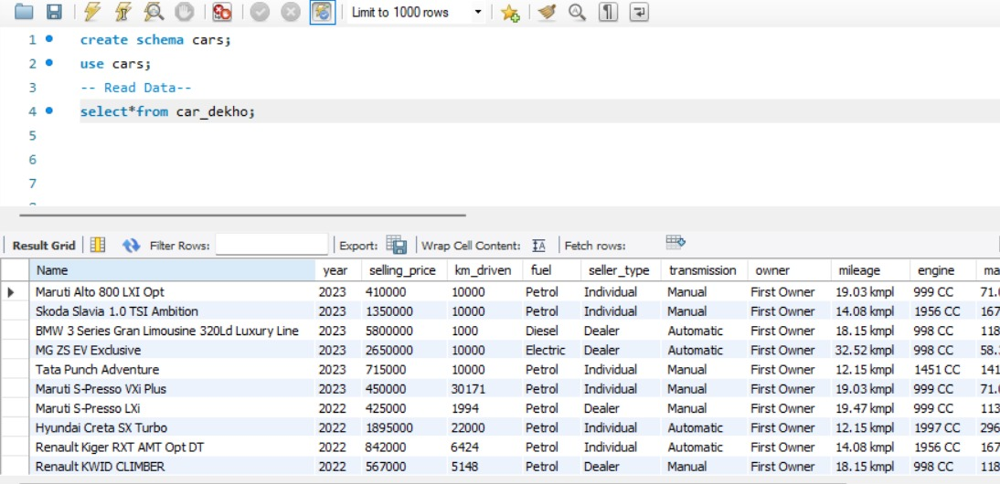 Limit to 1000 rows
1 create schema cars;
2 use cars;
3 -- Read Data--
4 select*from car_dekho;
5
6
7
Result Grid Filter Rows: Export: Wrap Cell Content: Fetch rows:
Name year selling_price km_driven fuel seller_type transmission owner mileage engine ma
Maruti Alto 800 LXI Opt 2023 410000 10000 Petrol Individual Manual First Owner 19.03 kmpl 999 CC 71.0
Skoda Slavia 1.0 TSI Ambition 2023 1350000 10000 Petrol Individual Manual First Owner 14.08 kmpl 1956 CC 167
BMW 3 Series Gran Limousine 320Ld Luxury Line 2023 5800000 1000 Diesel Dealer Automatic First Owner 18.15 kmpl 998 CC 118
MG ZS EV Exclusive 2023 2650000 10000 Electric Dealer Automatic First Owner 32.52 kmpl 998 CC 58.
Tata Punch Adventure 2023 715000 10000 Petrol Individual Manual First Owner 12.15 kmpl 1451 CC 141
Maruti S-Presso VXi Plus 2023 450000 30171 Petrol Individual Manual First Owner 19.03 kmpl 999 CC 71.0
Maruti S-Presso LXi 2022 425000 1994 Petrol Dealer Manual First Owner 19.47 kmpl 999 CC 113
Hyundai Creta SX Turbo 2022 1895000 22000 Petrol Individual Automatic First Owner 12.15 kmpl 1997 CC 296
Renault Kiger RXT AMT Opt DT 2022 842000 6424 Petrol Individual Automatic First Owner 14.08 kmpl 1956 CC 167
Renault KWID CLIMBER 2022 567000 5148 Petrol Dealer Manual First Owner 18.15 kmpl 998 CC 118